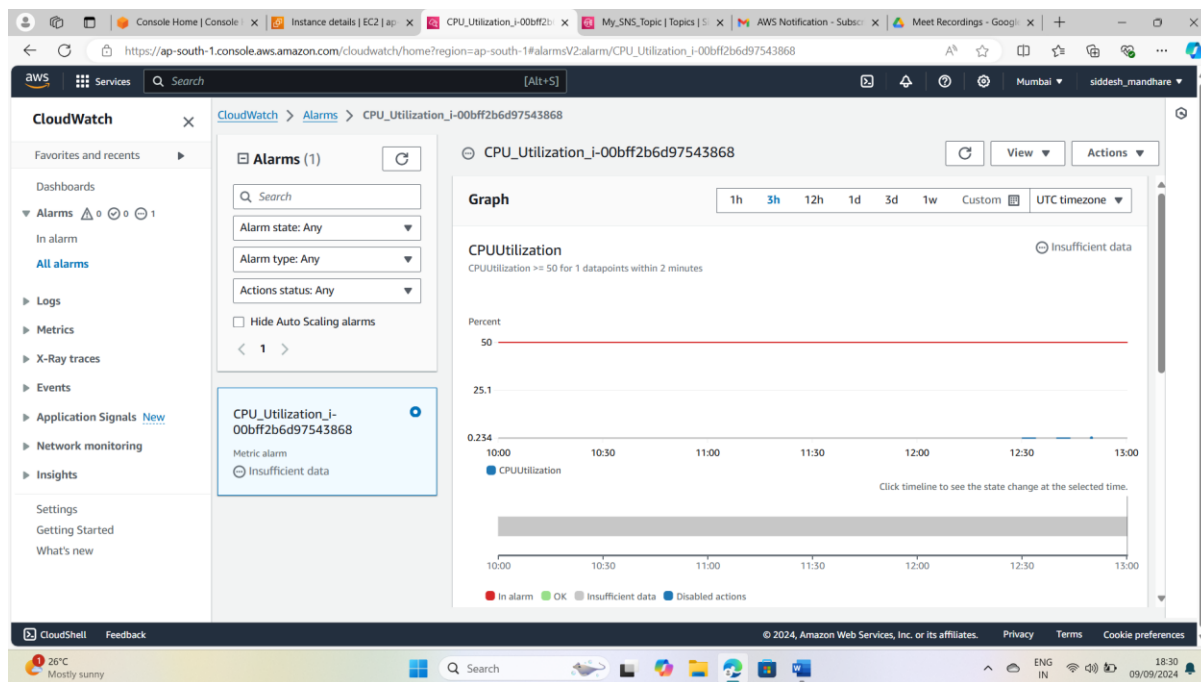 Console Home | Console
Instance details | EC2 | ap
CPU_Utilization_i-00bff2b
My_SNS_Topic | Topics | S
AWS Notification - Subsc
Meet Recordings - Googl
https://ap-south-1.console.aws.amazon.com/cloudwatch/home?region=ap-south-1#alarmsV2:alarm/CPU_Utilization_i-00bff2b6d97543868
aws
Services
Search
[Alt+S]
Mumbai
siddesh_mandhare
CloudWatch
Favorites and recents
Dashboards
Alarms 0 0 1
In alarm
All alarms
Logs
Metrics
X-Ray traces
Events
Application Signals New
Network monitoring
Insights
Settings
Getting Started
What's new
CloudWatch > Alarms > CPU_Utilization_i-00bff2b6d97543868
Alarms (1)
Search
Alarm state: Any
Alarm type: Any
Actions status: Any
Hide Auto Scaling alarms
1
CPU_Utilization_i-
00bff2b6d97543868
Metric alarm
Insufficient data
CPU_Utilization_i-00bff2b6d97543868
View
Actions
Graph
1h 3h 12h 1d 3d 1w Custom UTC timezone
CPUUtilization
Insufficient data
CPUUtilization >= 50 for 1 datapoints within 2 minutes
Percent
50
25.1
0.234
10:00 10:30 11:00 11:30 12:00 12:30 13:00
CPUUtilization
Click timeline to see the state change at the selected time.
10:00 10:30 11:00 11:30 12:00 12:30 13:00
In alarm OK Insufficient data Disabled actions
CloudShell Feedback
© 2024, Amazon Web Services, Inc. or its affiliates. Privacy Terms Cookie preferences
1
26°C
Mostly sunny
Search
ENG
IN
18:30
09/09/2024